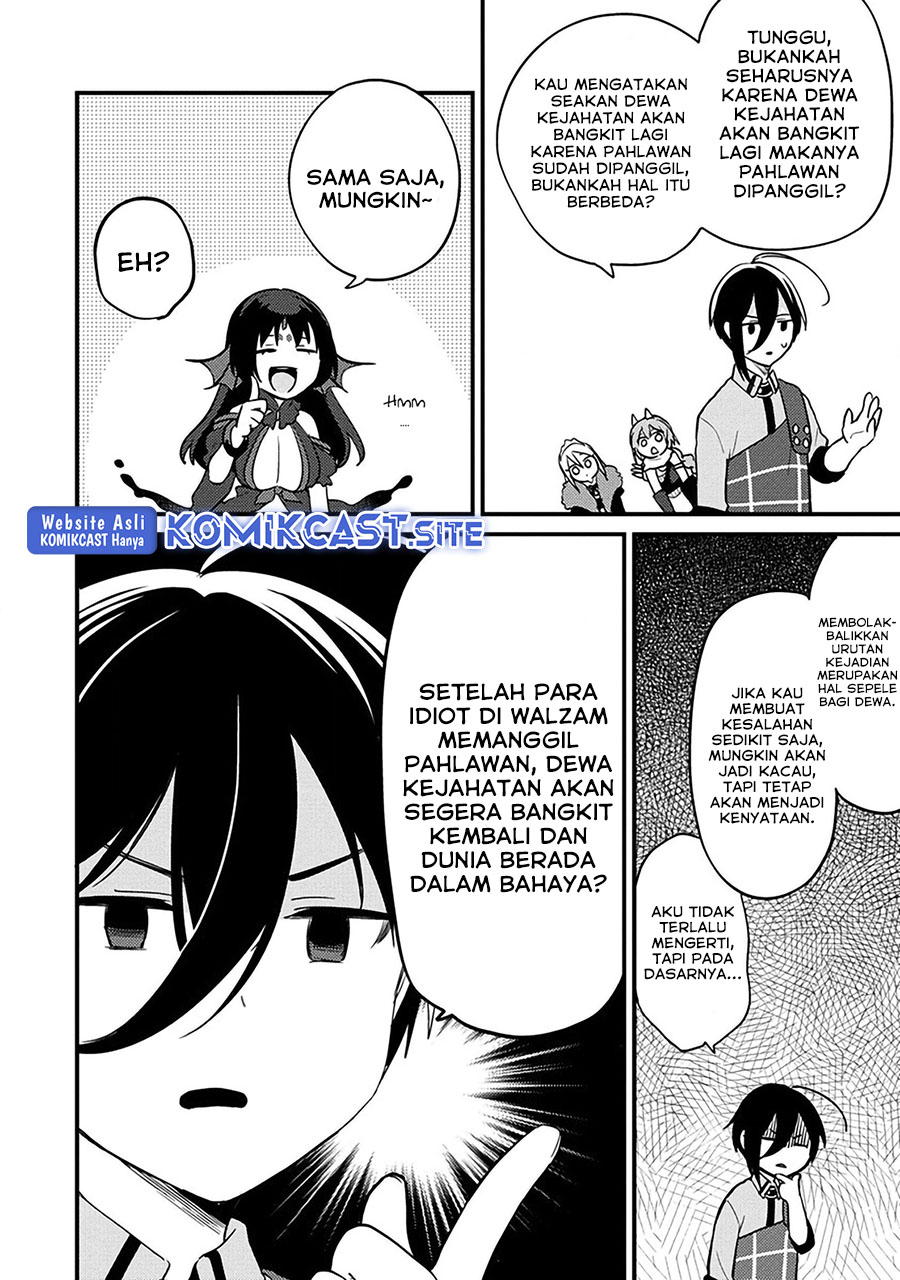 TUNGGU,
BUKANKAH
SEHARUSNYA
KARENA DEWA
KEJAHATAN
AKAN BANGKIT
LAGI MAKANYA
PAHLAWAN
DIPANGGIL?
KAU MENGATAKAN
SEAKAN DEWA
KEJAHATAN AKAN
BANGKIT LAGI
KARENA PAHLAWAN
SUDAH DIPANGGIL,
BUKANKAH HAL ITU
BERBEDA?
SAMA SAJA,
MUNGKIN~
EH?
HMM
....
Website Asli
KOMIKCAST Hanya
KOMIKCAST.SITE
MEMBOLAK-
BALIKKAN
URUTAN
KEJADIAN
MERUPAKAN
HAL SEPELE
BAGI DEWA.
JIKA KAU
MEMBUAT
KESALAHAN
SEDIKIT SAJA,
MUNGKIN AKAN
JADI KACAU,
TAPI TETAP
AKAN MENJADI
KENYATAAN.
AKU TIDAK
TERLALU
MENGERTI,
TAPI PADA
DASARNYA...
SETELAH PARA
IDIOT DI WALZAM
MEMANGGIL
PAHLAWAN, DEWA
KEJAHATAN AKAN
SEGERA BANGKIT
KEMBALI DAN
DUNIA BERADA
DALAM BAHAYA?